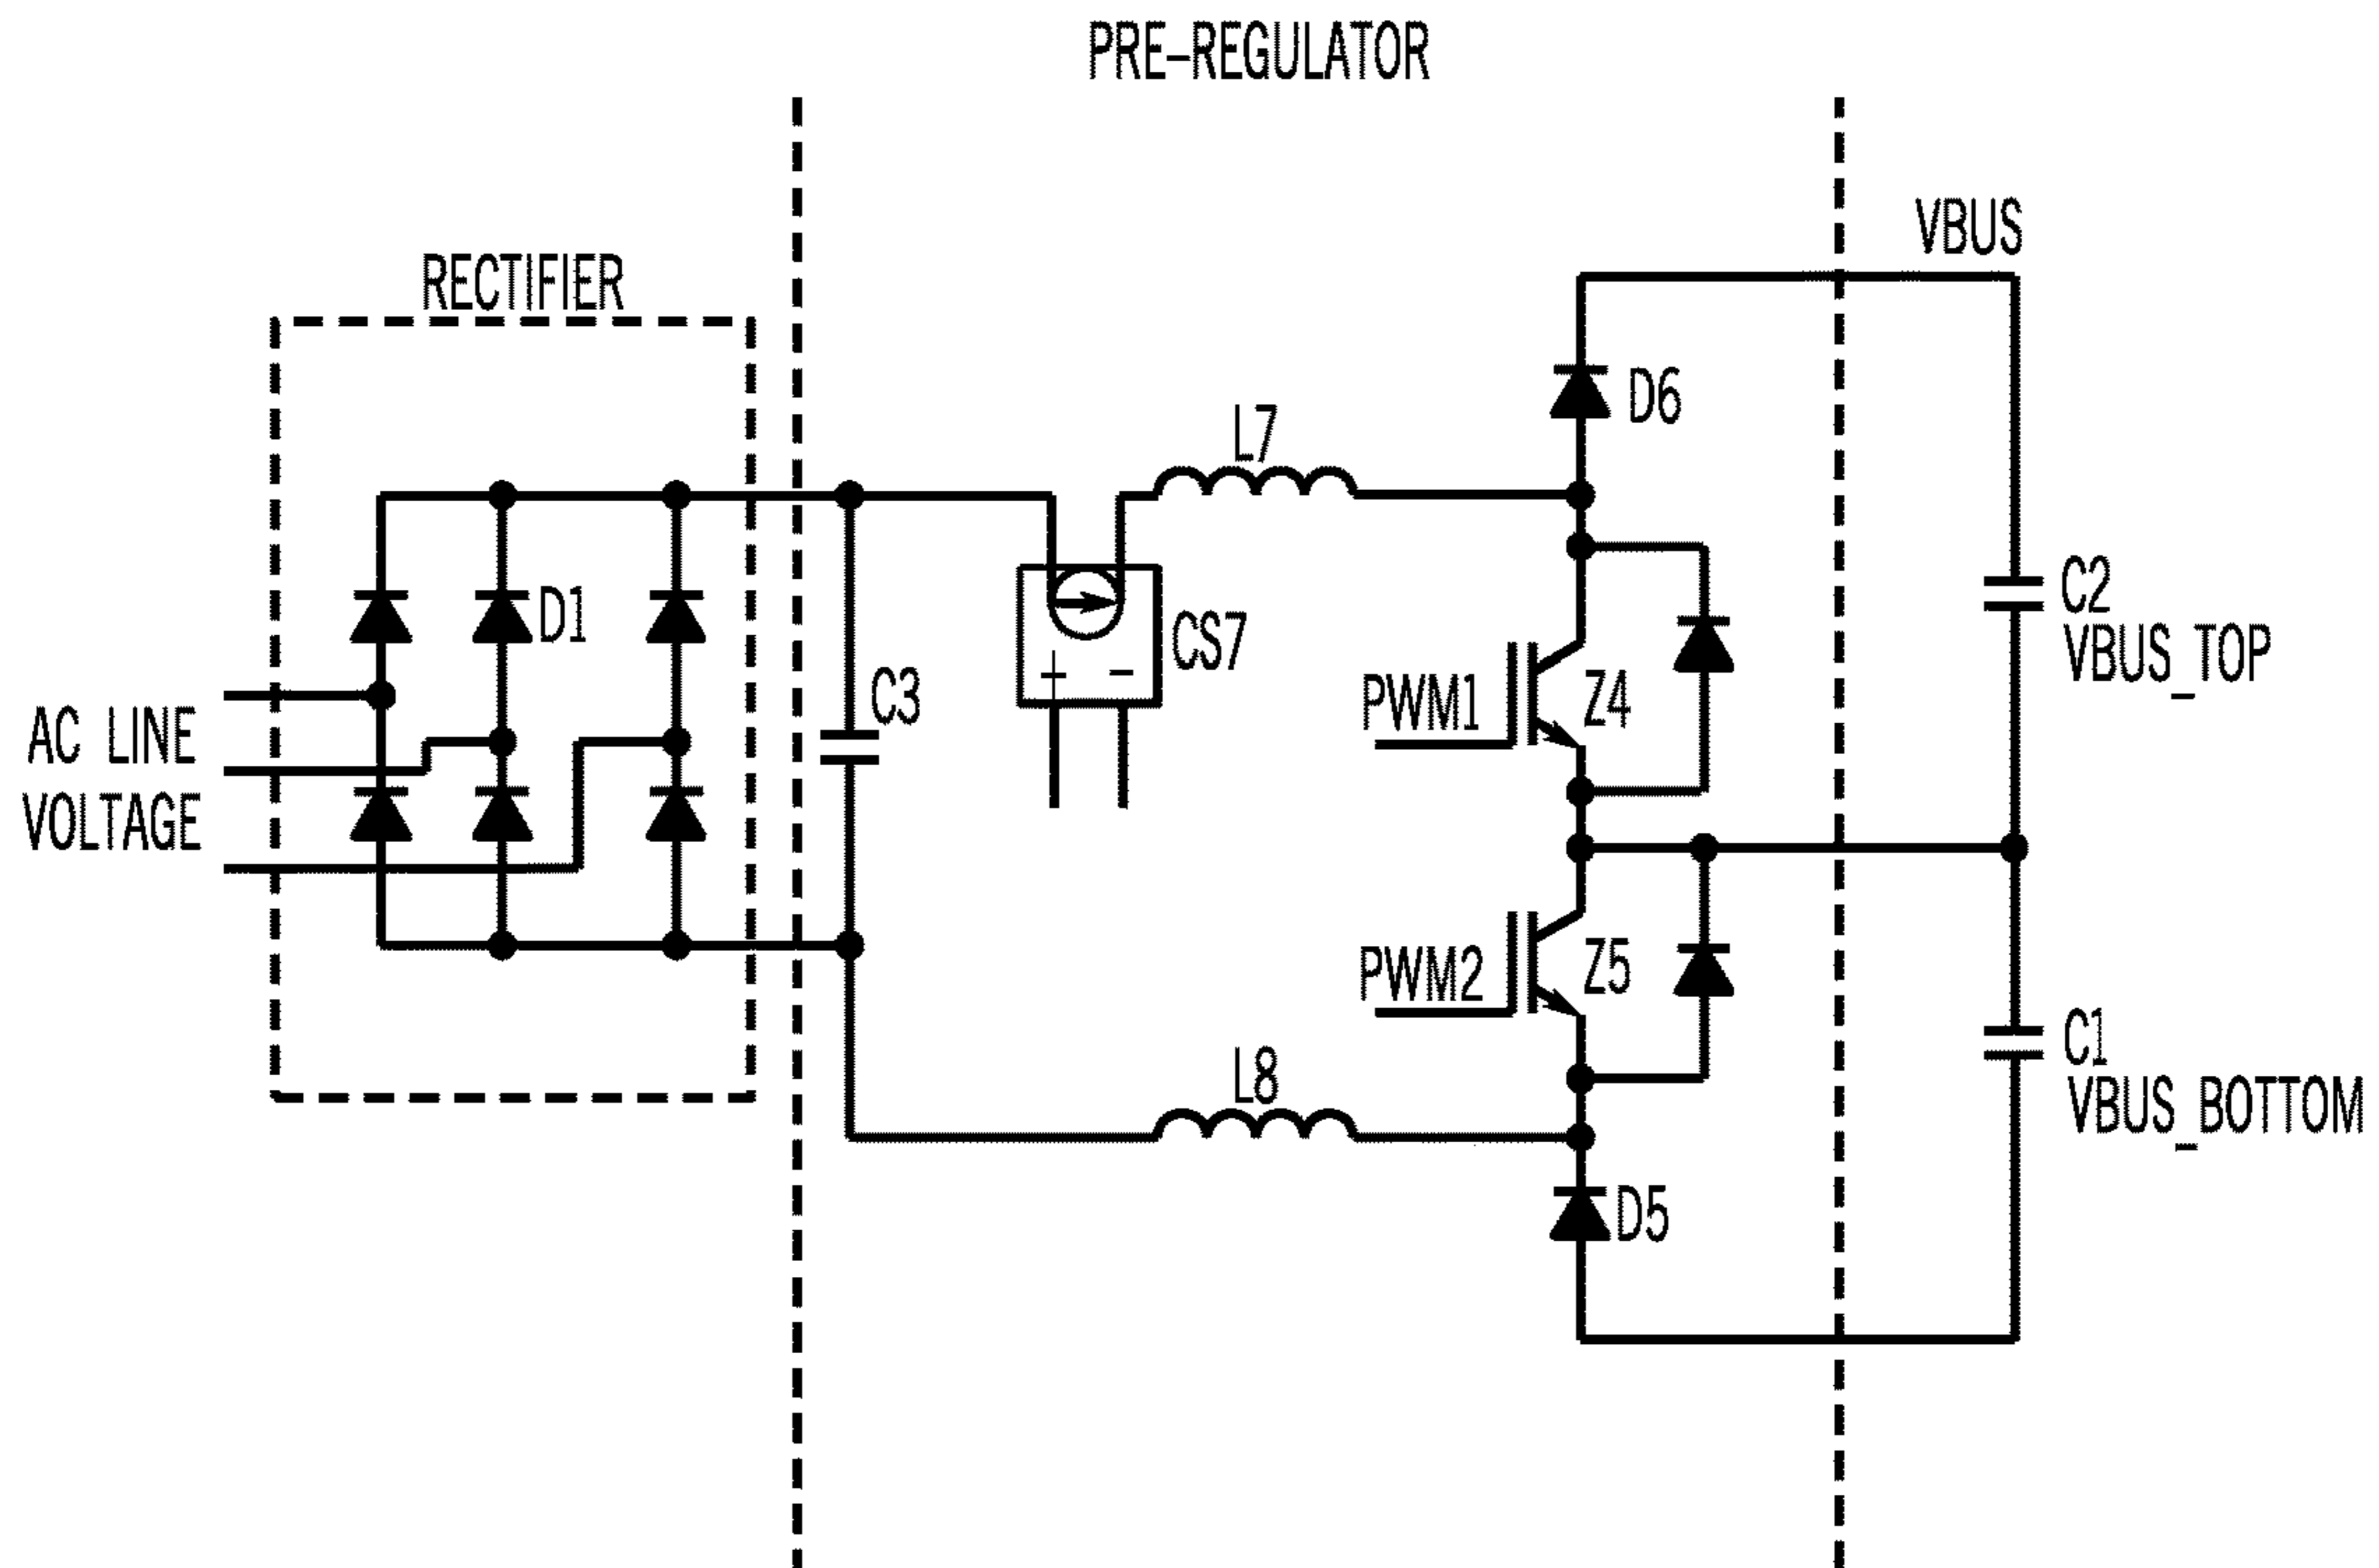 PRE-REGULATOR
VBUS
RECTIFIER
D6
L7
D1
C2
VBUS_TOP
CS7
+ -
C3
PWM1
Z4
AC LINE
VOLTAGE
PWM2
Z5
C1
VBUS_BOTTOM
L8
D5